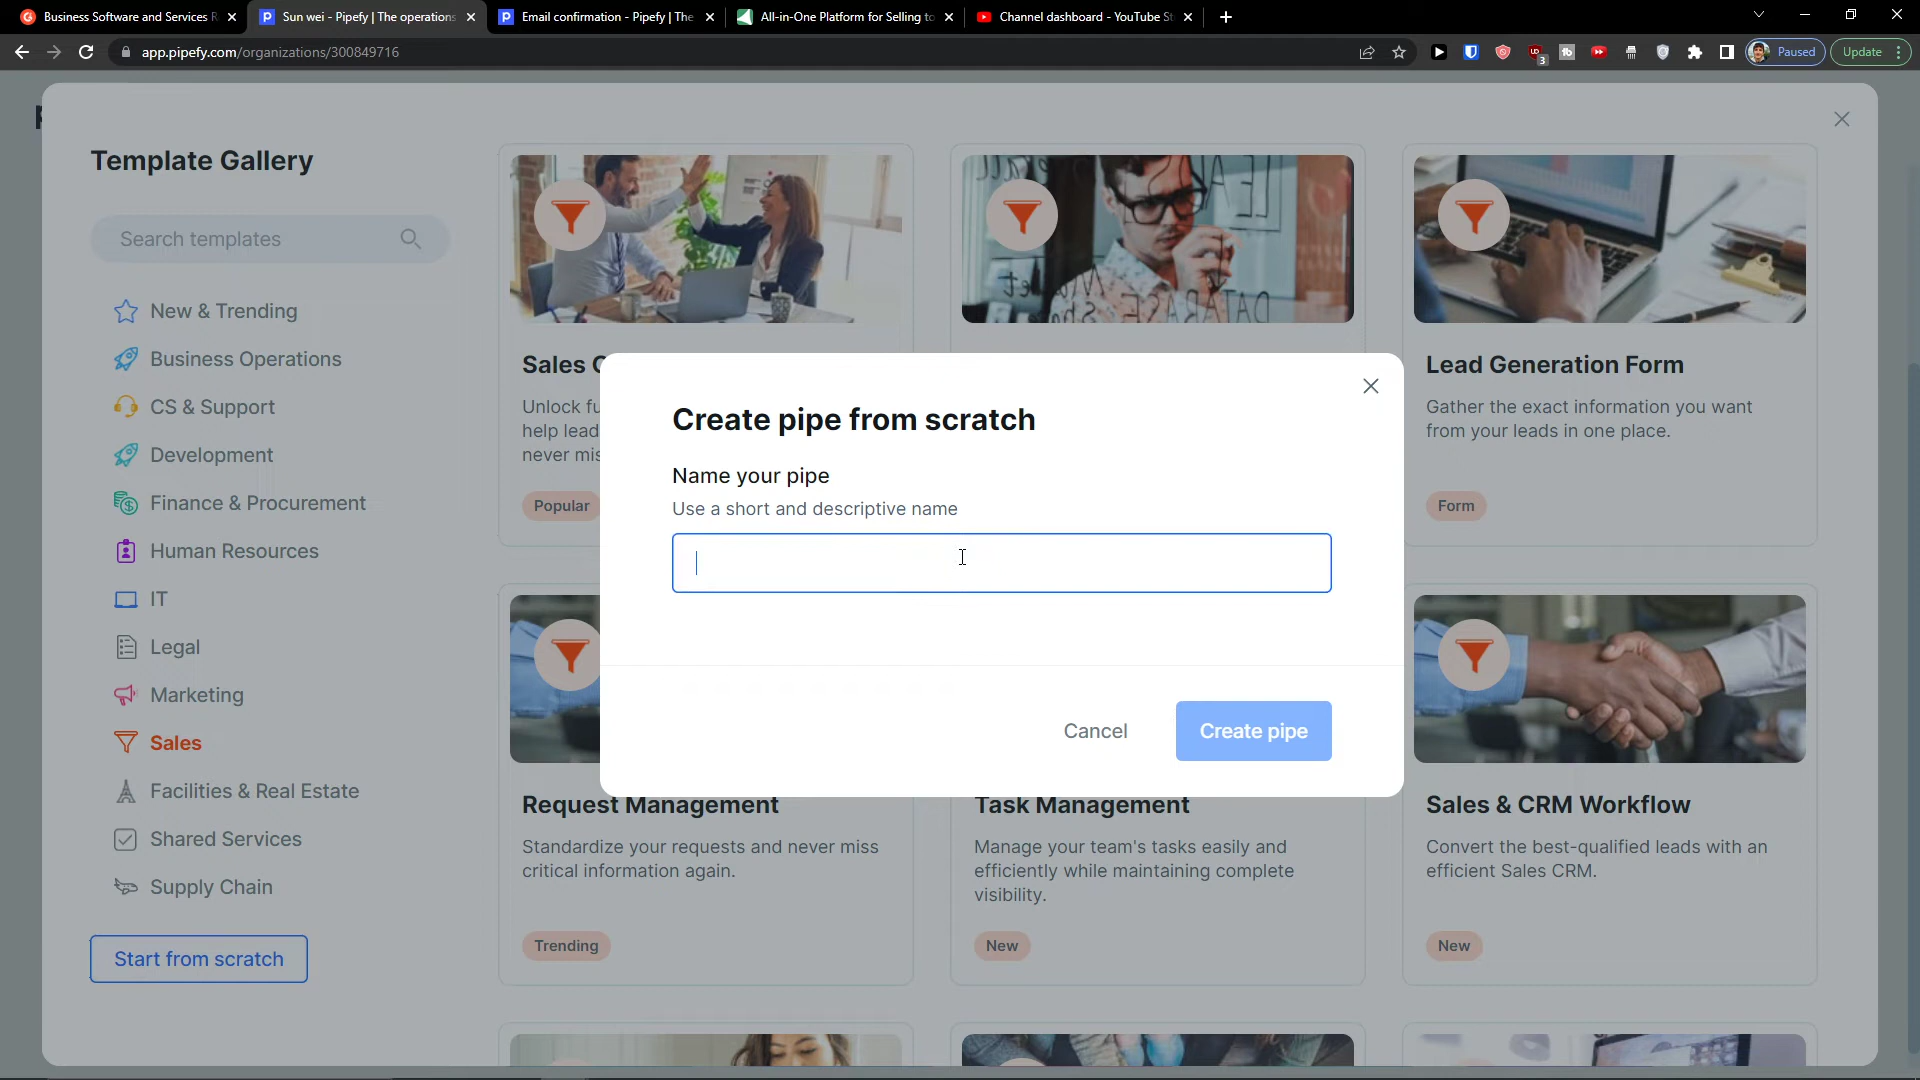 Business Software and Services R
Sun wei - Pipefy | The operations
Email confirmation - Pipefy | The
All-in-One Platform for Selling to
Channel dashboard - YouTube St
app.pipefy.com/organizations/300849716
3
Paused
Update
Template Gallery
Search templates
New & Trending
Business Operations
CS & Support
Development
Finance & Procurement
Human Resources
IT
Legal
Marketing
Sales
Facilities & Real Estate
Shared Services
Supply Chain
Start from scratch
Sales
Unlock
help lead
never
Popular
Lead Generation Form
Gather the exact information you want
from your leads in one place.
Form
Create pipe from scratch
Name your pipe
Use a short and descriptive name
Cancel
Create pipe
Request Management
Standardize your requests and never miss
critical information again.
Trending
Task Management
Manage your team's tasks easily and
efficiently while maintaining complete
visibility.
New
Sales & CRM Workflow
Convert the best-qualified leads with an
efficient Sales CRM.
New